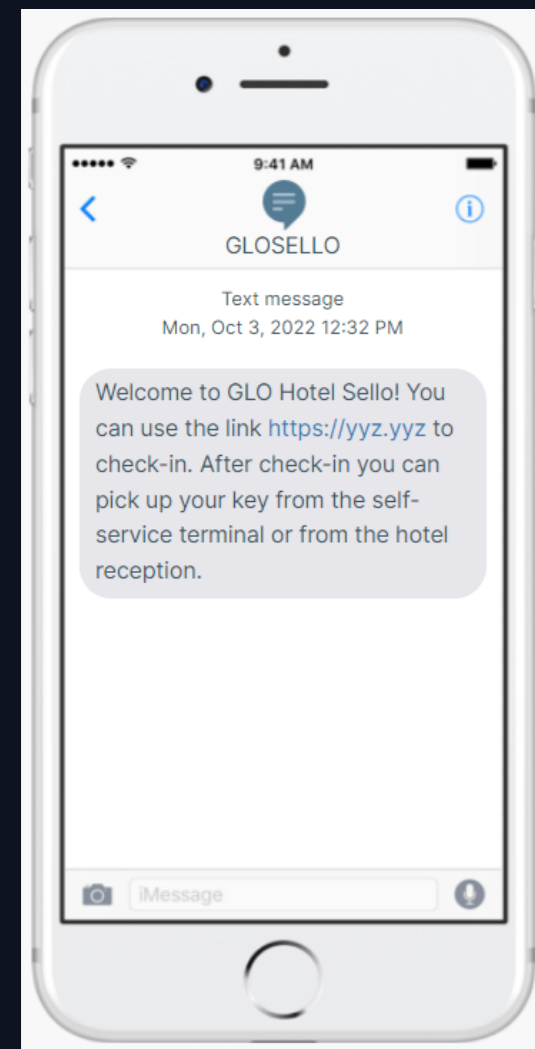 9:41 AM
GLOSELLO
Text message
Mon, Oct 3, 2022 12:32 PM
Welcome to GLO Hotel Sello! You
can use the link https://yyz.yyz to
check-in. After check-in you can
pick up your key from the self-
service terminal or from the hotel
reception.
iMessage